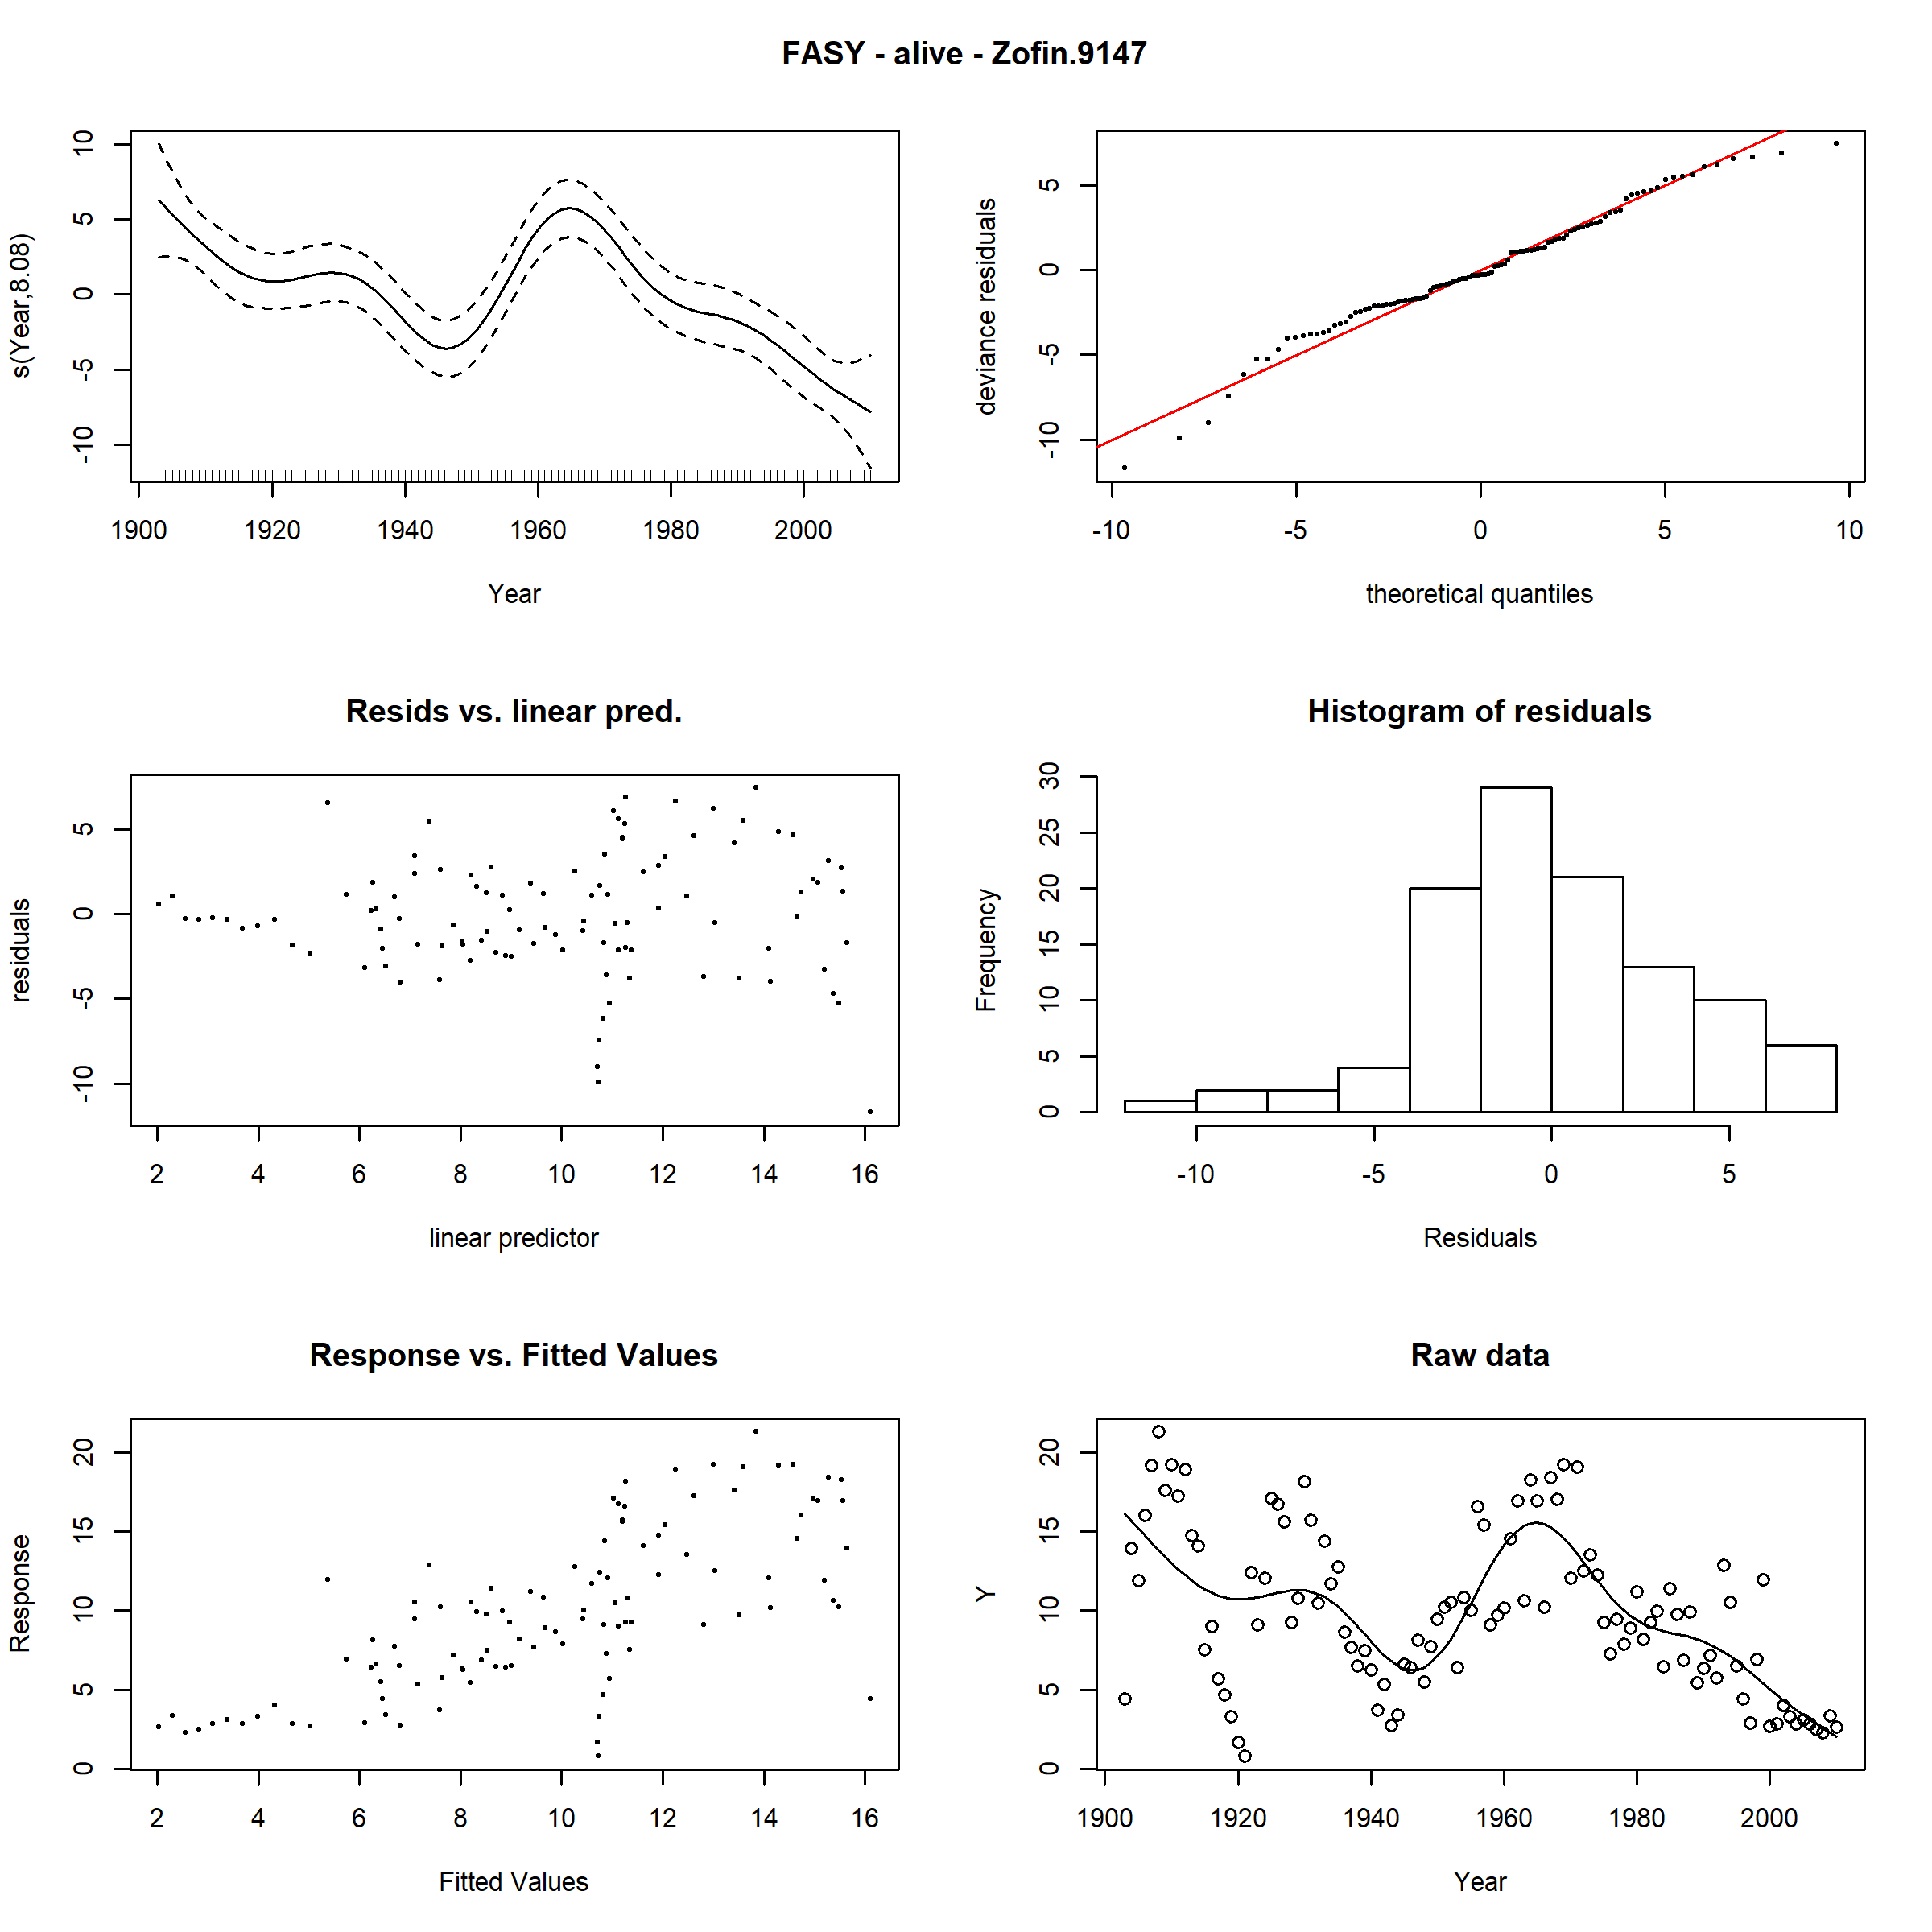 FASY - alive - Zofin.9147
s(Year,8.08)
10
5
0
-5
-10
1900 1920 1940 1960 1980 2000
Year
deviance residuals
5
0
-5
-10
-10 -5 0 5 10
theoretical quantiles
Resids vs. linear pred.
residuals
5
0
-5
-10
2 4 6 8 10 12 14 16
linear predictor
Histogram of residuals
Frequency
30
25
20
15
10
5
0
-10 -5 0 5
Residuals
Response vs. Fitted Values
Response
20
15
10
5
0
2 4 6 8 10 12 14 16
Fitted Values
Raw data
Y
20
15
10
5
0
1900 1920 1940 1960 1980 2000
Year